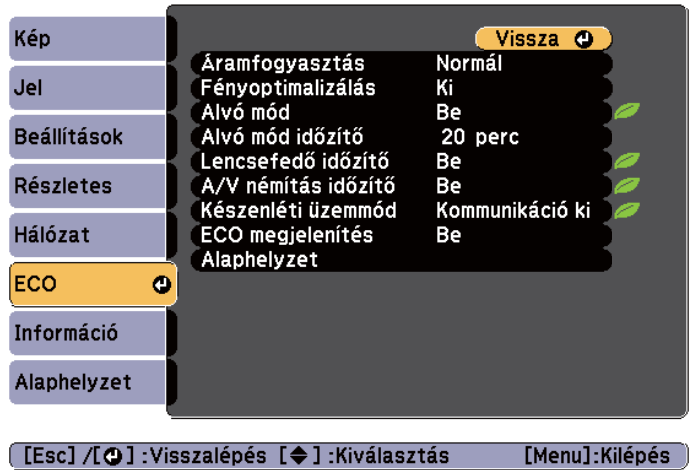 Kép
Jel
Beállítások
Részletes
Hálózat
ECO
Információ
Alaphelyzet
Vissza
Áramfogyasztás Normál
Fényoptimalizálás Ki
Alvó mód Be
Alvó mód időzítő 20 perc
Lencsefedő időzítő Be
A/V némítás időzítő Be
Készenléti üzemmód Kommunikáció ki
ECO megjelenítés Be
Alaphelyzet
[Esc] /[⏎] :Visszalépés [◆] :Kiválasztás [Menu]:Kilépés